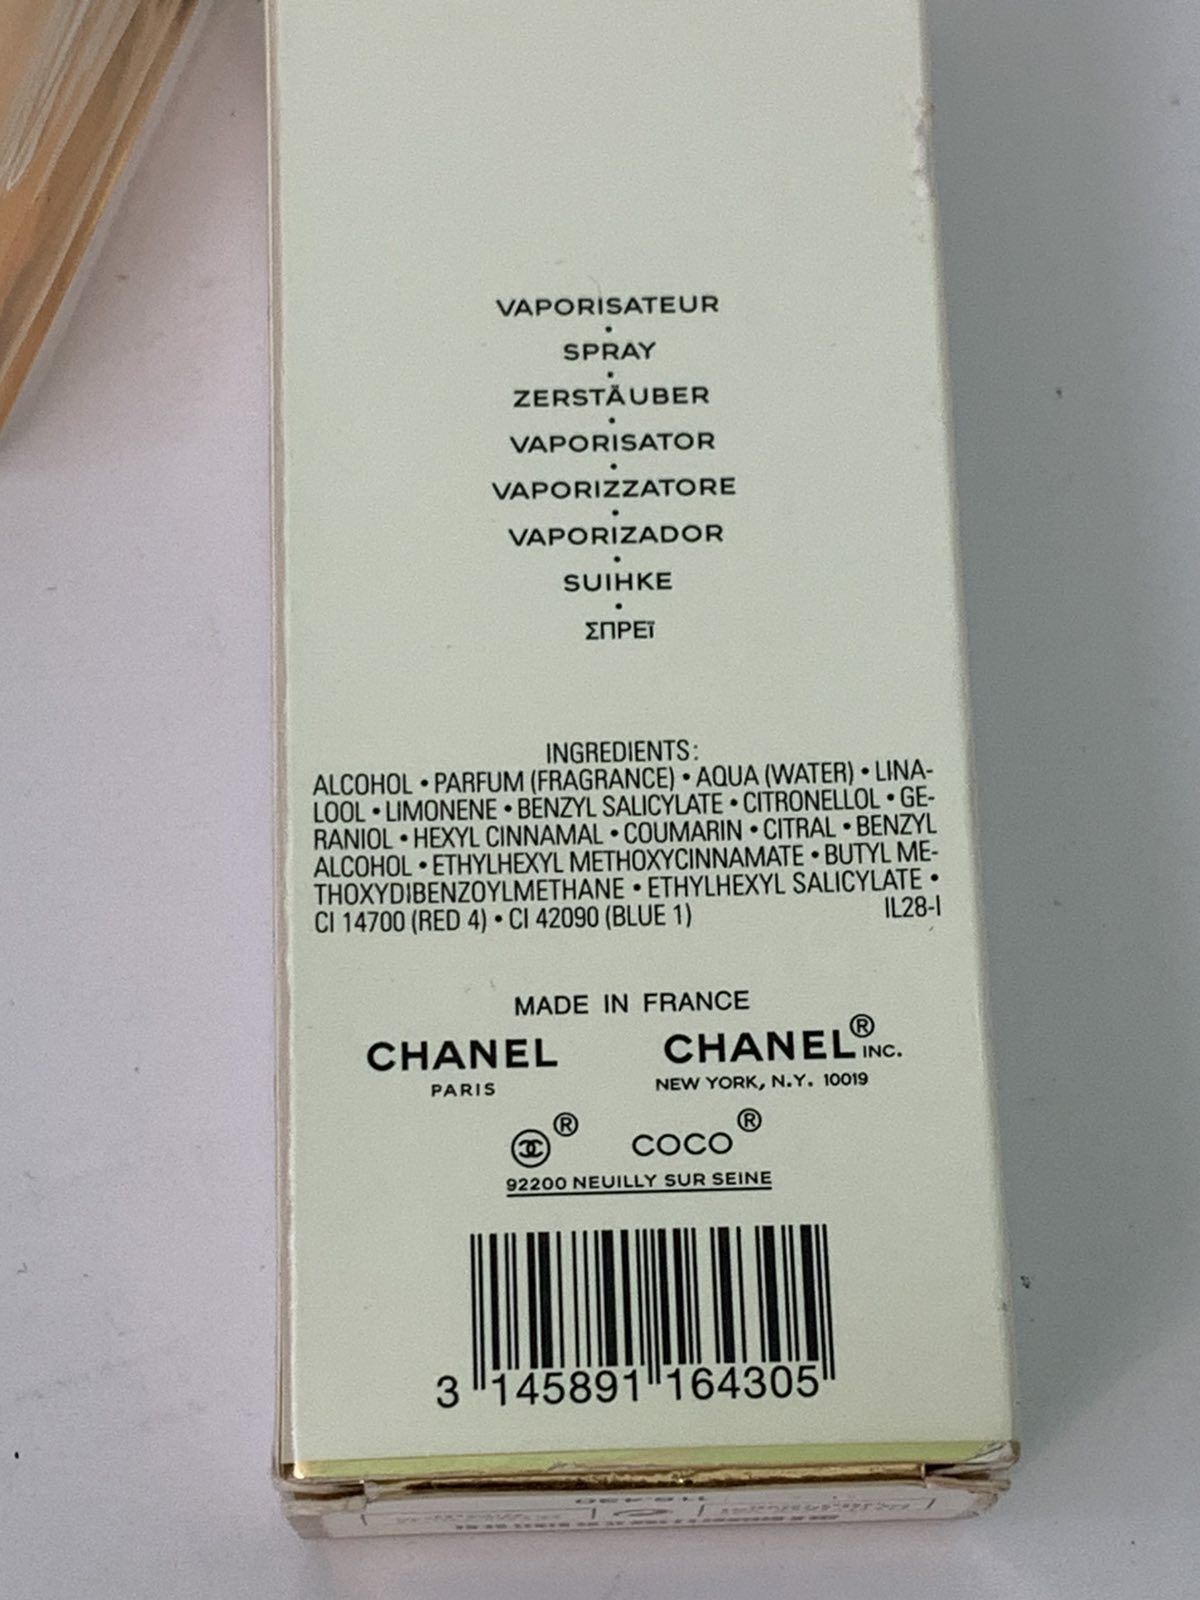 VAPORISATEUR
•
SPRAY
•
ZERSTÄUBER
•
VAPORISATOR
•
VAPORIZZATORE
•
VAPORIZADOR
•
SUIHKE
•
ΣΠΡΕΪ
INGREDIENTS:
ALCOHOL • PARFUM (FRAGRANCE) • AQUA (WATER) • LINA-
LOOL • LIMONENE • BENZYL SALICYLATE • CITRONELLOL • GE-
RANIOL • HEXYL CINNAMAL • COUMARIN • CITRAL • BENZYL
ALCOHOL • ETHYLHEXYL METHOXYCINNAMATE • BUTYL ME-
THOXYDIBENZOYLMETHANE • ETHYLHEXYL SALICYLATE •
CI 14700 (RED 4) • CI 42090 (BLUE 1) IL28-I
MADE IN FRANCE
CHANEL CHANEL® INC.
PARIS NEW YORK, N.Y. 10019
® COCO®
92200 NEUILLY SUR SEINE
3 145891 164305